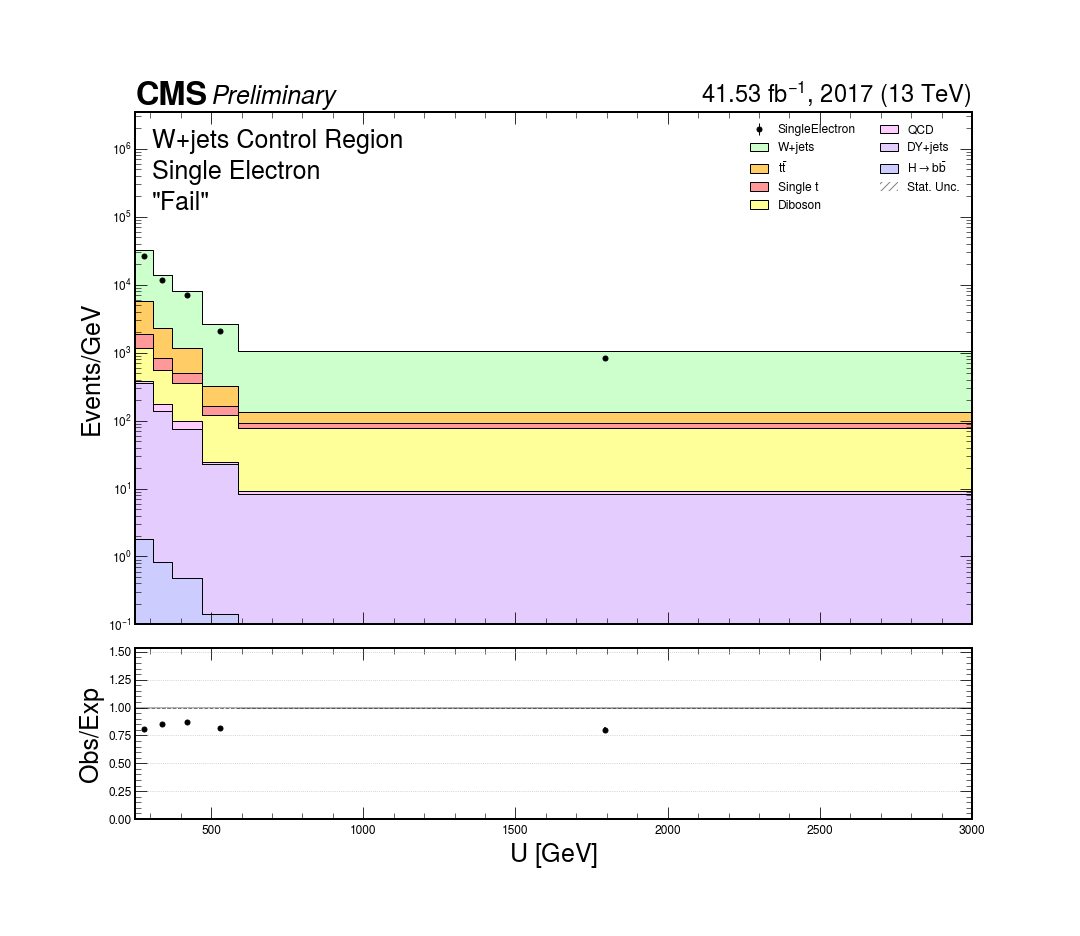 CMS Preliminary
41.53 fb⁻¹, 2017 (13 TeV)
W+jets Control Region
Single Electron
"Fail"
SingleElectron
W+jets
tt̄
Single t
Diboson
QCD
DY+jets
H→bb̄
Stat. Unc.
Events/GeV
10⁶
10⁵
10⁴
10³
10²
10¹
10⁰
10⁻¹
Obs/Exp
1.50
1.25
1.00
0.75
0.50
0.25
0.00
500 1000 1500 2000 2500 3000
U [GeV]